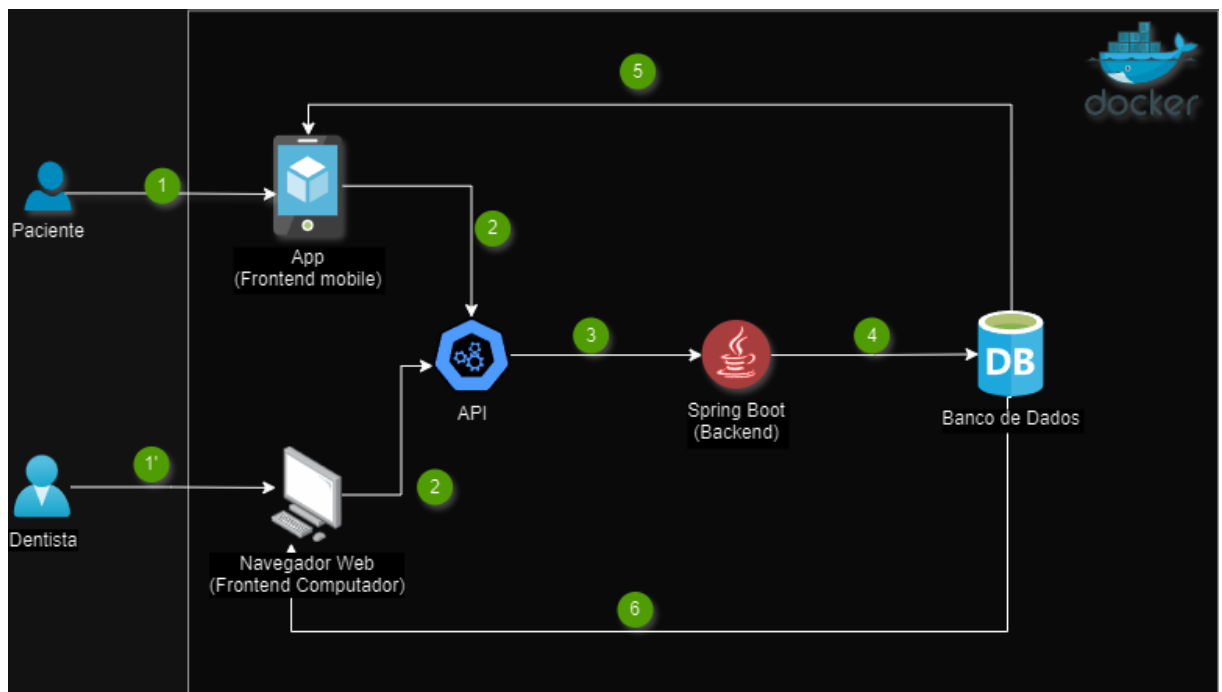 docker
5
1
Paciente
2
App
(Frontend mobile)
3
4
API
Spring Boot
(Backend)
DB
Banco de Dados
1'
2
Dentista
Navegador Web
(Frontend Computador)
6